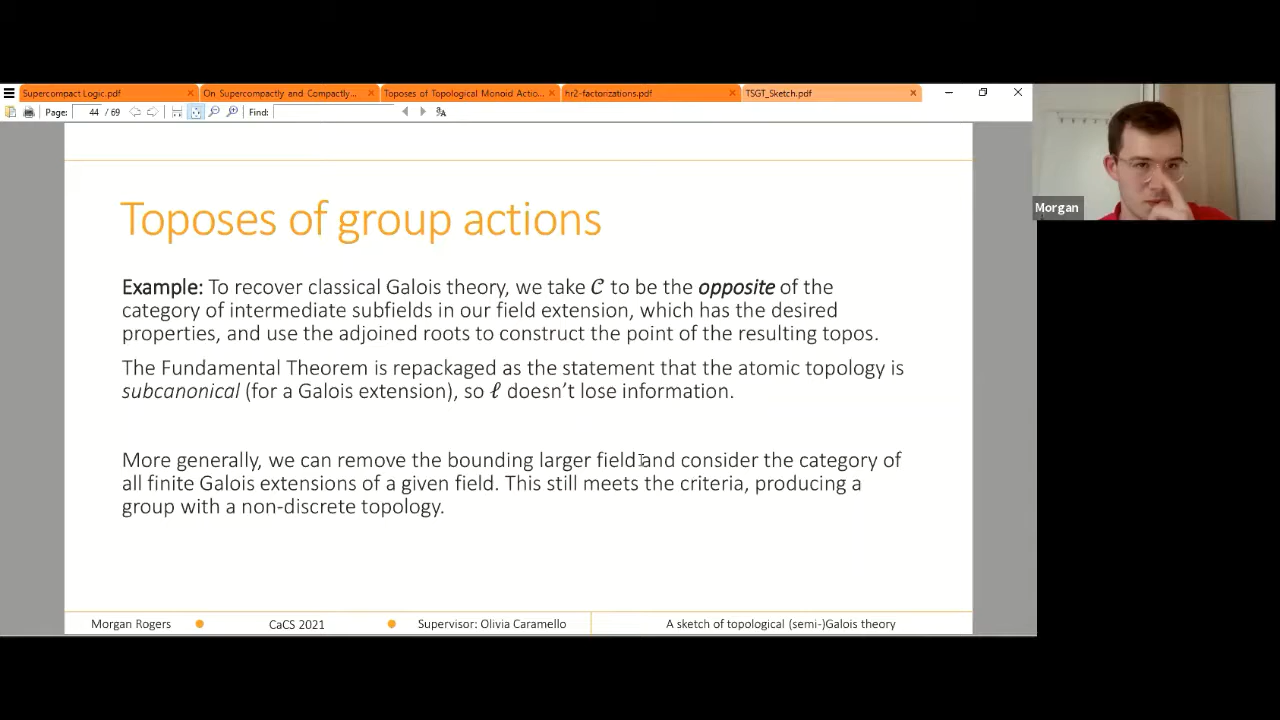 Supercompact Logic.pdf
On Supercompactly and Compactly...
Toposes of Topological Monoid Actio...
hr2-factorizations.pdf
TSGT_Sketch.pdf
Page: 44 / 69 Find:
Morgan
Toposes of group actions
Example: To recover classical Galois theory, we take 𝒞 to be the opposite of the
category of intermediate subfields in our field extension, which has the desired
properties, and use the adjoined roots to construct the point of the resulting topos.
The Fundamental Theorem is repackaged as the statement that the atomic topology is
subcanonical (for a Galois extension), so ℓ doesn’t lose information.
More generally, we can remove the bounding larger field and consider the category of
all finite Galois extensions of a given field. This still meets the criteria, producing a
group with a non-discrete topology.
Morgan Rogers CaCS 2021 Supervisor: Olivia Caramello A sketch of topological (semi-)Galois theory